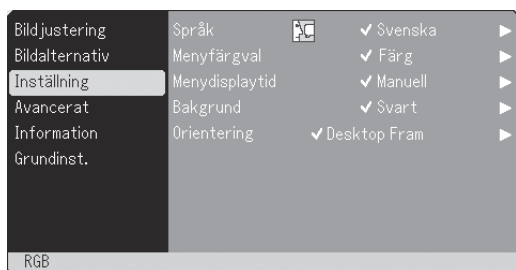 Bildjustering
Bildalternativ
Inställning
Avancerat
Information
Grundinst.
Språk ✓ Svenska ▶
Menyfärgval ✓ Färg ▶
Menydisplaytid ✓ Manuell ▶
Bakgrund ✓ Svart ▶
Orientering ✓ Desktop Fram ▶
RGB